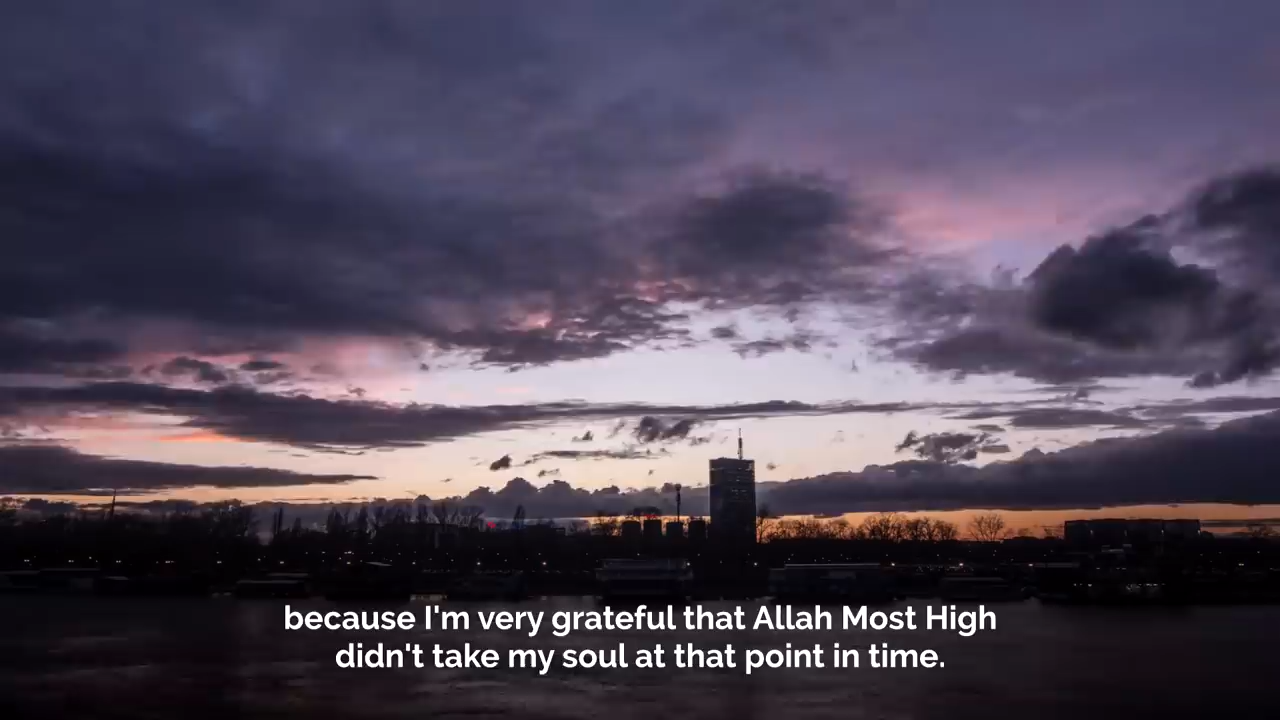 because I'm very grateful that Allah Most High
didn't take my soul at that point in time.